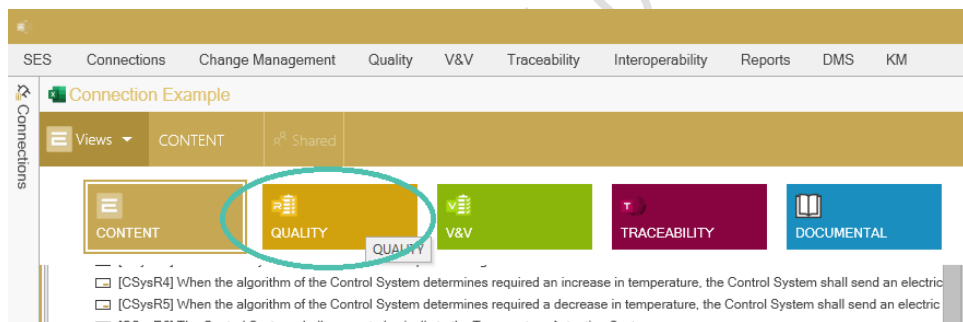 SES Connections Change Management Quality V&V Traceability Interoperability Reports DMS KM
Connections
Connection Example
Views CONTENT Shared
CONTENT QUALITY V&V TRACEABILITY DOCUMENTAL
QUALITY
[CSysR4] When the algorithm of the Control System determines required an increase in temperature, the Control System shall send an electric
[CSysR5] When the algorithm of the Control System determines required a decrease in temperature, the Control System shall send an electric